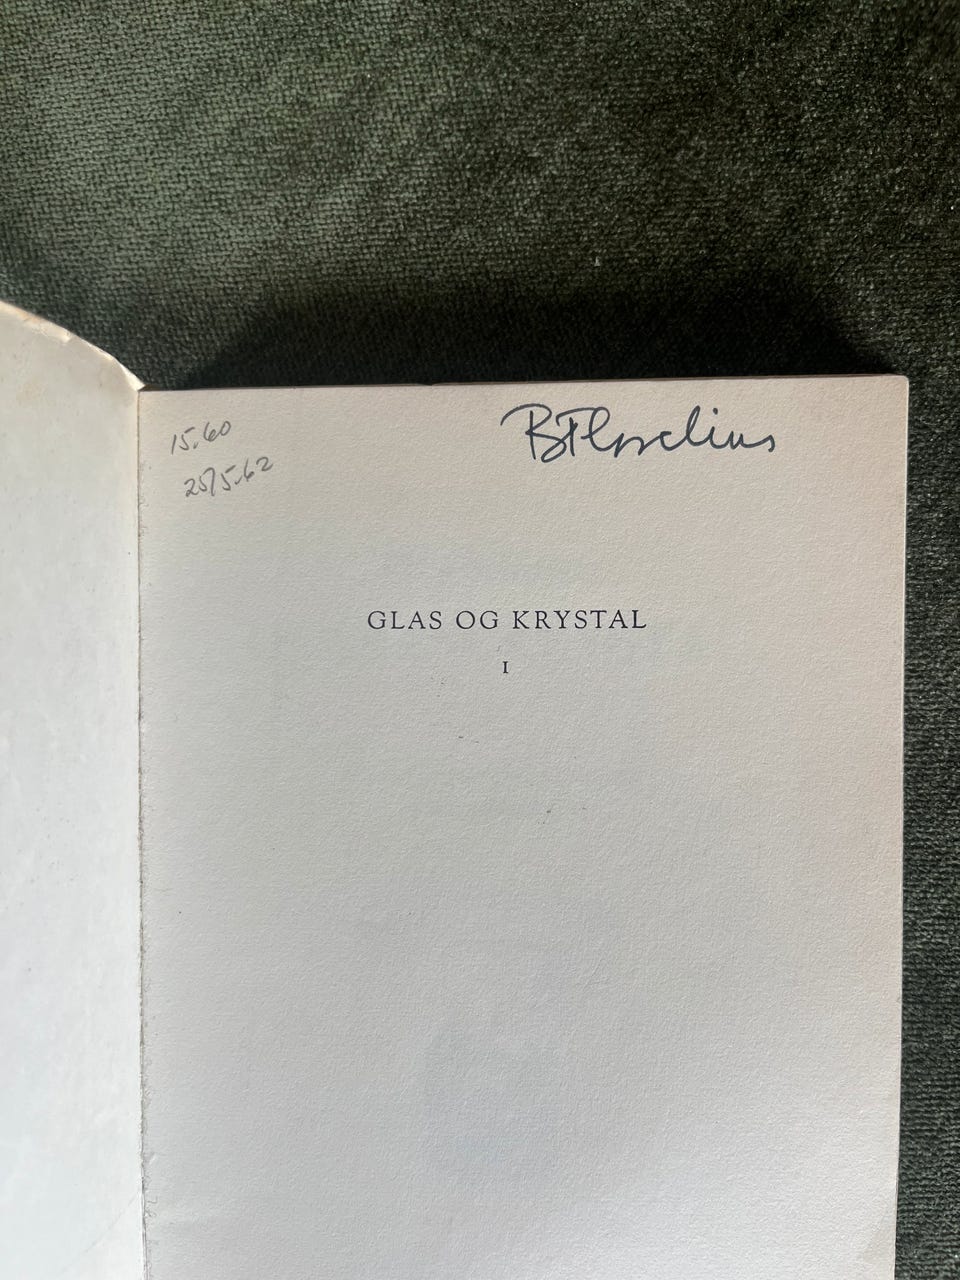 15.60
25/5-62
GLAS OG KRYSTAL
I